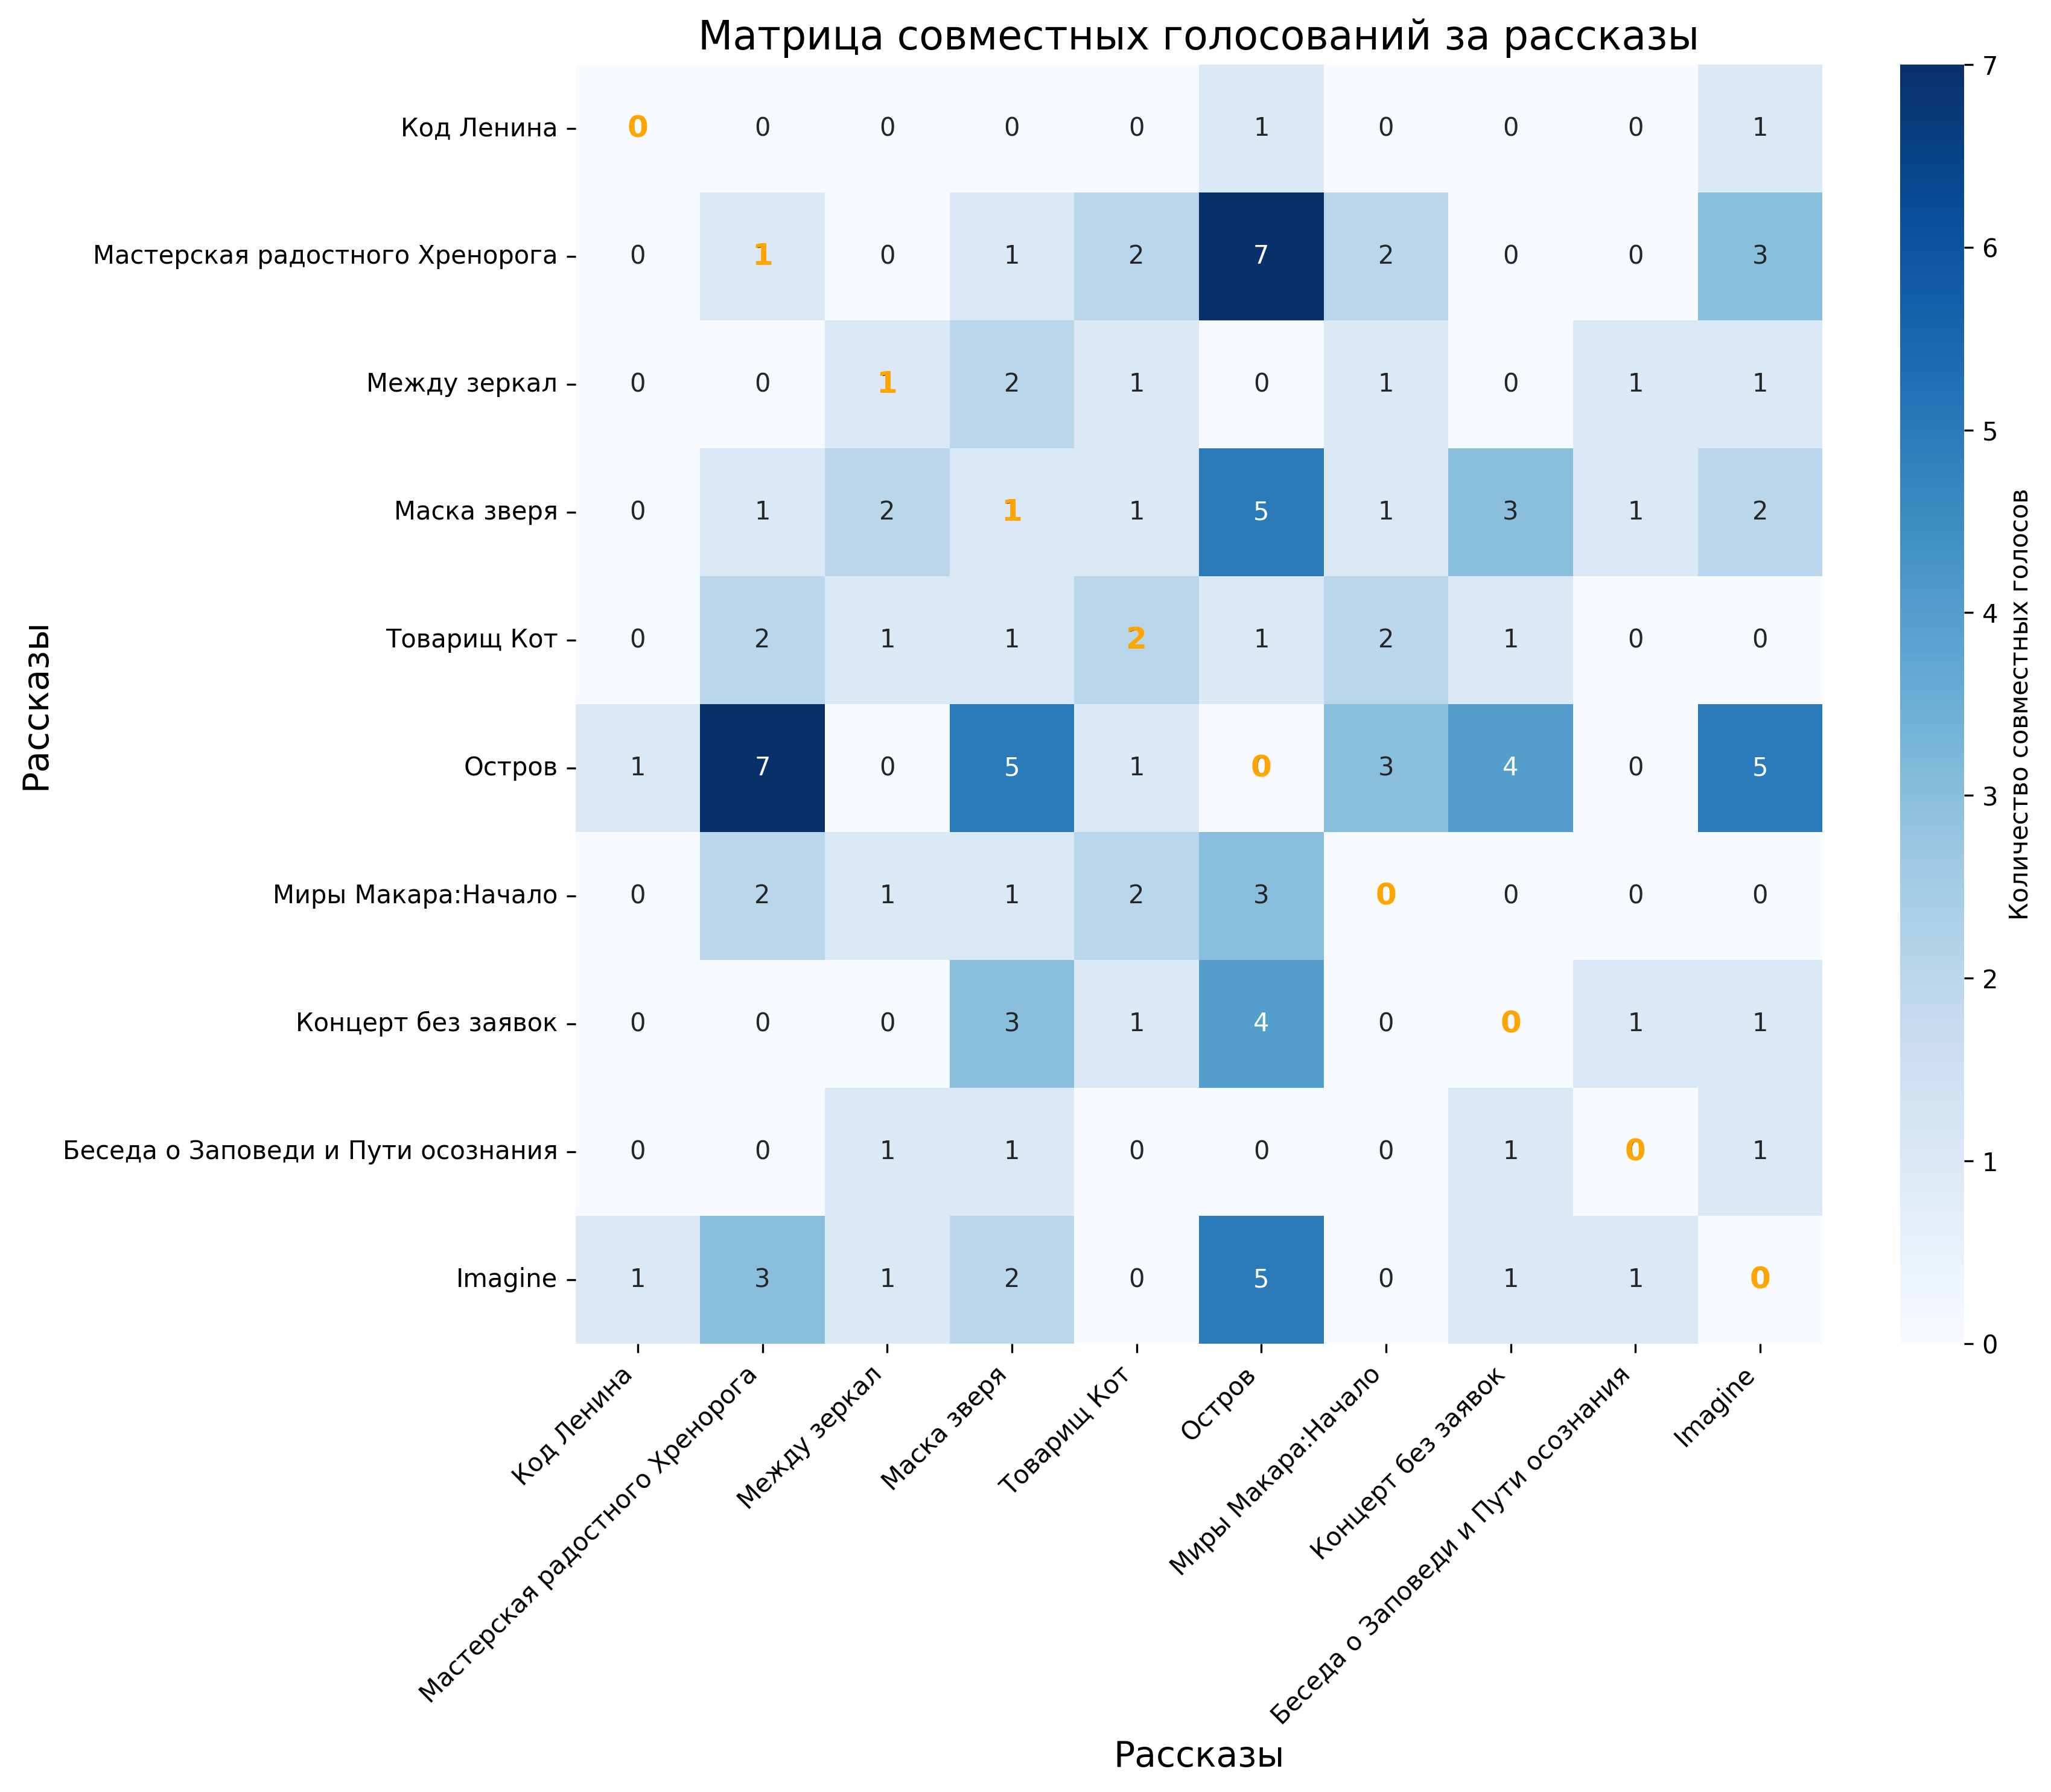 Матрица совместных голосований за рассказы
Рассказы
Код Ленина 0 0 0 0 0 1 0 0 0 1
Мастерская радостного Хренорога 0 1 0 1 2 7 2 0 0 3
Между зеркал 0 0 1 2 1 0 1 0 1 1
Маска зверя 0 1 2 1 1 5 1 3 1 2
Товарищ Кот 0 2 1 1 2 1 2 1 0 0
Остров 1 7 0 5 1 0 3 4 0 5
Миры Макара:Начало 0 2 1 1 2 3 0 0 0 0
Концерт без заявок 0 0 0 3 1 4 0 0 1 1
Беседа о Заповеди и Пути осознания 0 0 1 1 0 0 0 1 0 1
Imagine 1 3 1 2 0 5 0 1 1 0
Код Ленина
Мастерская радостного Хренорога
Между зеркал
Маска зверя
Товарищ Кот
Остров
Миры Макара:Начало
Концерт без заявок
Беседа о Заповеди и Пути осознания
Imagine
Рассказы
7
6
5
4
3
2
1
0
Количество совместных голосов